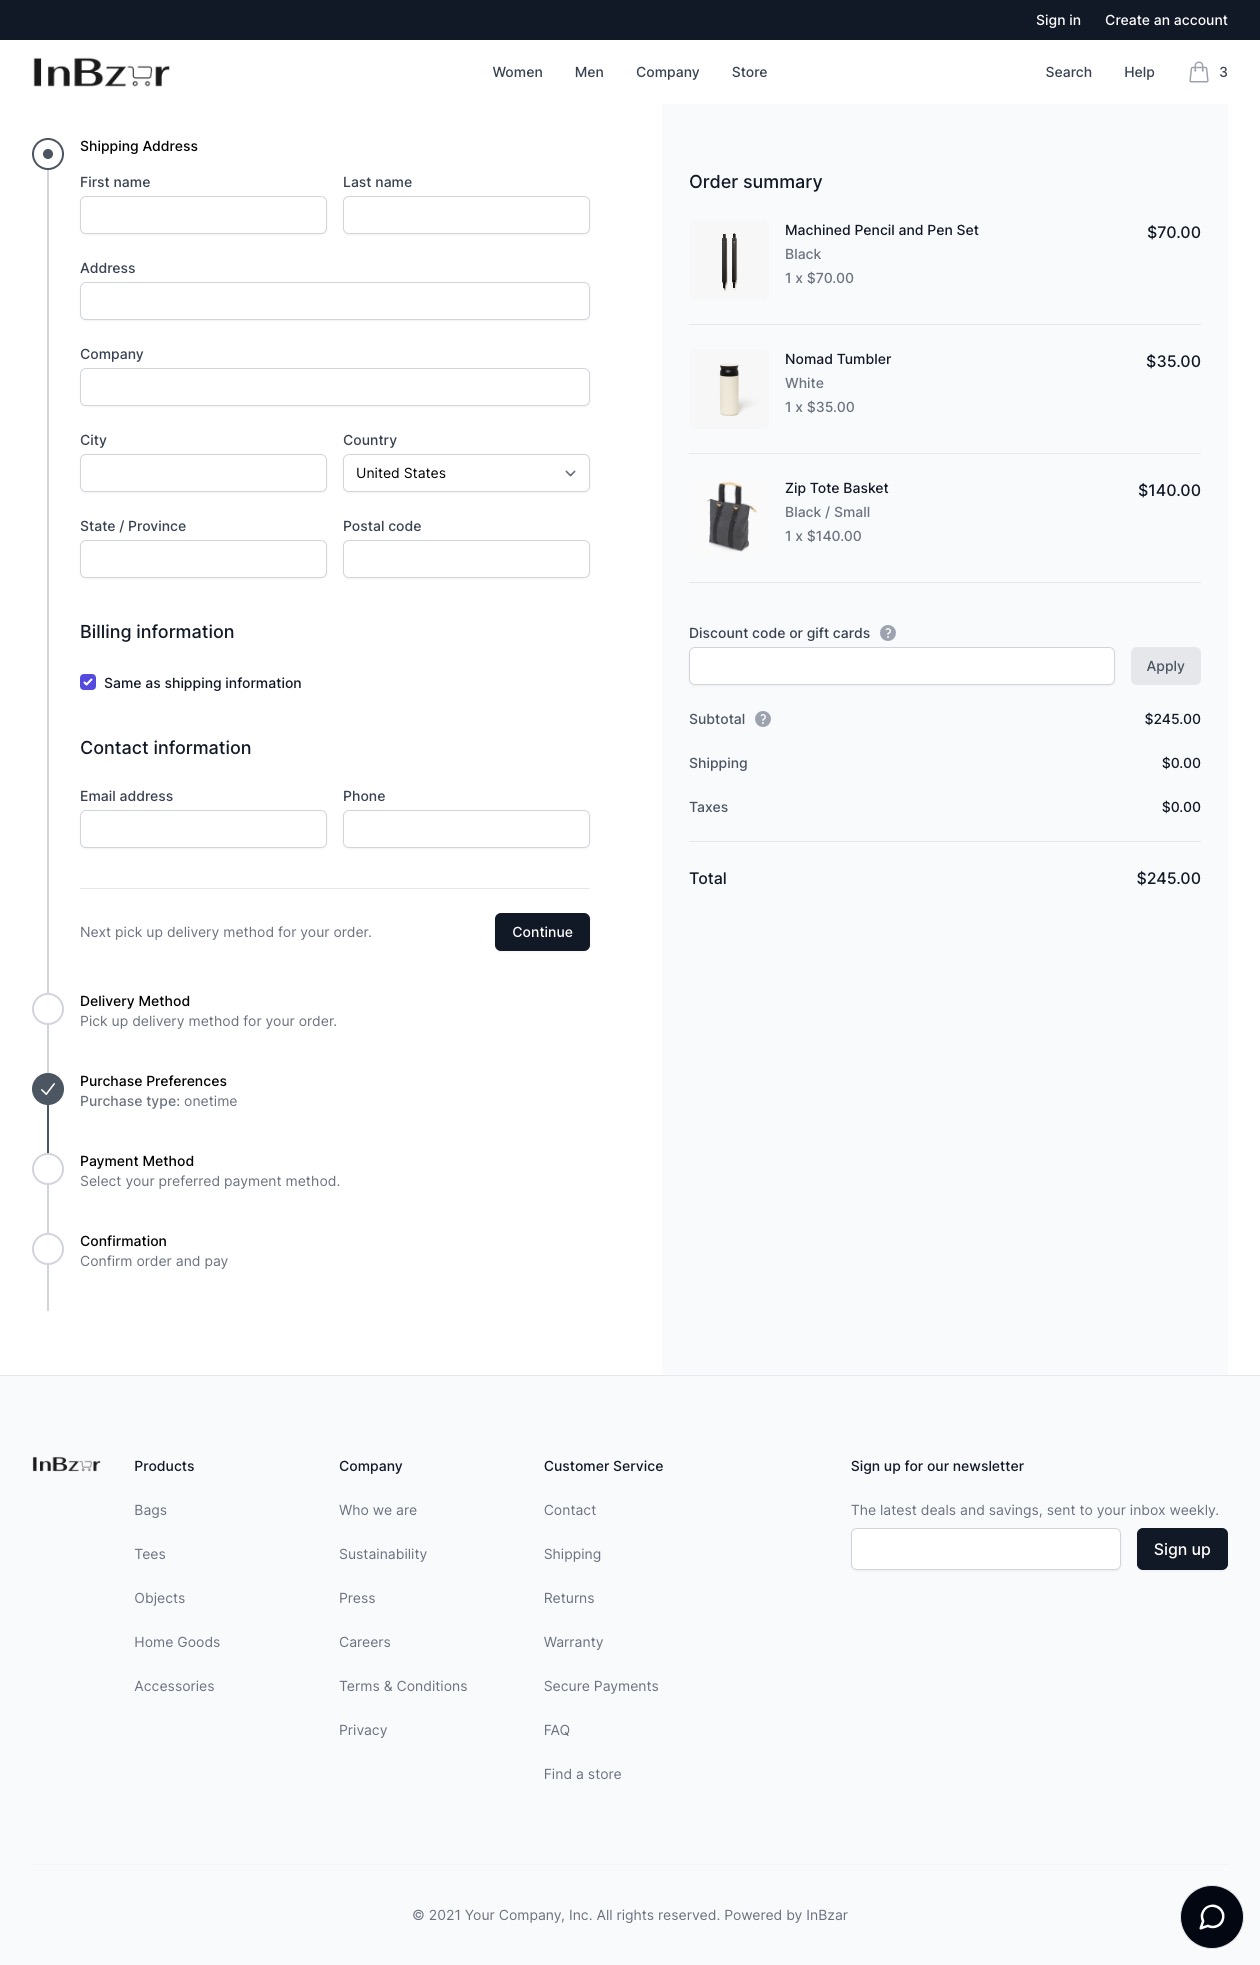 Sign in Create an account
InBzar
Women Men Company Store
Search Help 3
Shipping Address
First name Last name
Address
Company
City Country
United States
State / Province Postal code
Billing information
Same as shipping information
Contact information
Email address Phone
Next pick up delivery method for your order. Continue
Delivery Method
Pick up delivery method for your order.
Purchase Preferences
Purchase type: onetime
Payment Method
Select your preferred payment method.
Confirmation
Confirm order and pay
Order summary
Machined Pencil and Pen Set $70.00
Black
1 x $70.00
Nomad Tumbler $35.00
White
1 x $35.00
Zip Tote Basket $140.00
Black / Small
1 x $140.00
Discount code or gift cards ?
Apply
Subtotal ? $245.00
Shipping $0.00
Taxes $0.00
Total $245.00
InBzar
Products
Bags
Tees
Objects
Home Goods
Accessories
Company
Who we are
Sustainability
Press
Careers
Terms & Conditions
Privacy
Customer Service
Contact
Shipping
Returns
Warranty
Secure Payments
FAQ
Find a store
Sign up for our newsletter
The latest deals and savings, sent to your inbox weekly.
Sign up
© 2021 Your Company, Inc. All rights reserved. Powered by InBzar